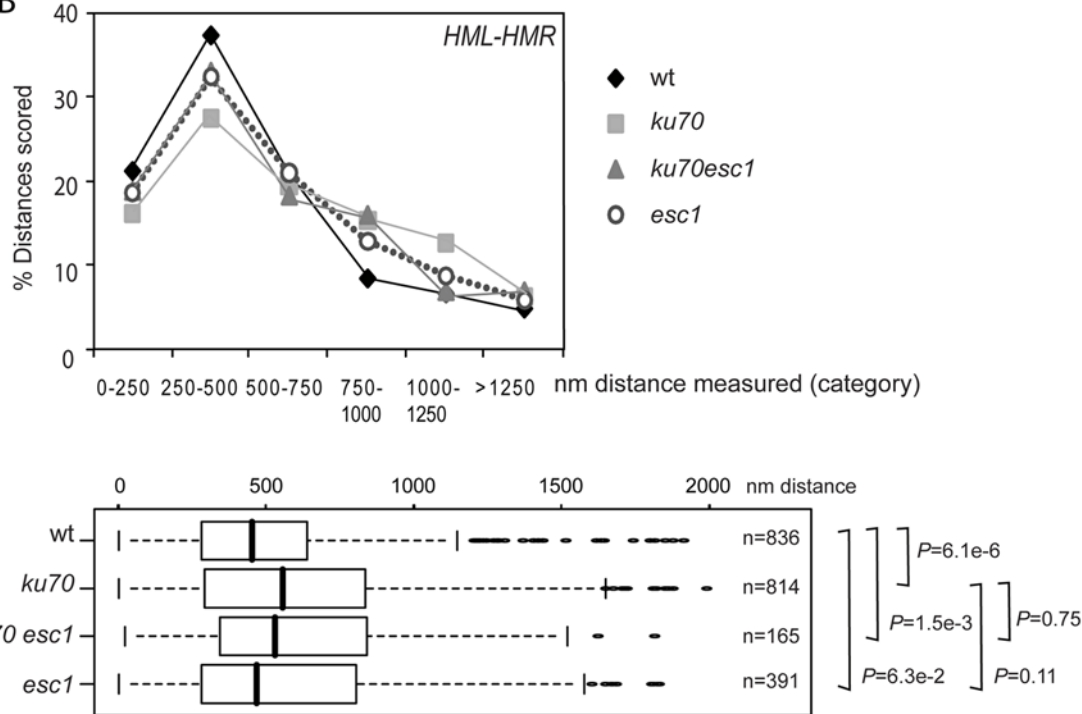 40
HML-HMR
30
20
10
0
% Distances scored
wt
ku70
ku70esc1
esc1
0-250 250-500 500-750 750-1000 1000-1250 >1250 nm distance measured (category)
0 500 1000 1500 2000 nm distance
wt n=836
ku70 n=814
0 esc1 n=165
esc1 n=391
P=6.1e-6
P=1.5e-3
P=0.75
P=6.3e-2
P=0.11